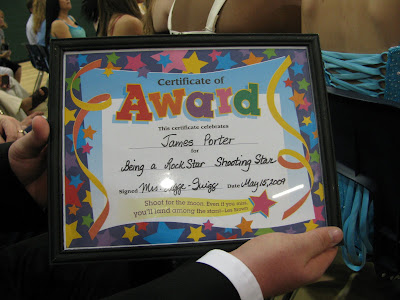 Certificate of
Award
This certificate celebrates
James Porter
for
Being a Rock Star Shooting Star
Signed Mrs. Figge-Quigg Date May 15, 2009
Shoot for the moon. Even if you miss,
you'll land among the stars! –Les Brown